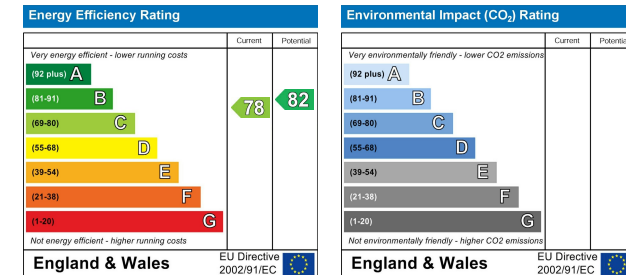 Energy Efficiency Rating
Current Potential
Very energy efficient - lower running costs
(92 plus) A
(81-91) B
(69-80) C
(55-68) D
(39-54) E
(21-38) F
(1-20) G
78
82
Not energy efficient - higher running costs
England & Wales
EU Directive
2002/91/EC
Environmental Impact (CO₂) Rating
Current Potential
Very environmentally friendly - lower CO2 emissions
(92 plus) A
(81-91) B
(69-80) C
(55-68) D
(39-54) E
(21-38) F
(1-20) G
Not environmentally friendly - higher CO2 emissions
England & Wales
EU Directive
2002/91/EC